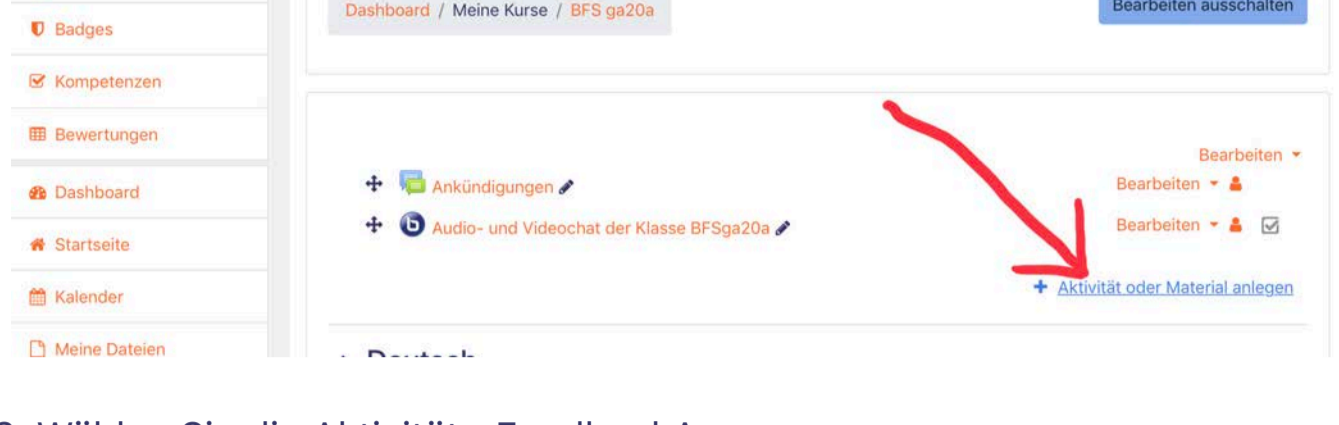 Badges
Kompetenzen
Bewertungen
Dashboard
Startseite
Kalender
Meine Dateien
Dashboard / Meine Kurse / BFS ga20a
Bearbeiten ausschalten
Bearbeiten
Ankündigungen
Bearbeiten
Audio- und Videochat der Klasse BFSga20a
Bearbeiten
+ Aktivität oder Material anlegen
Deutsch